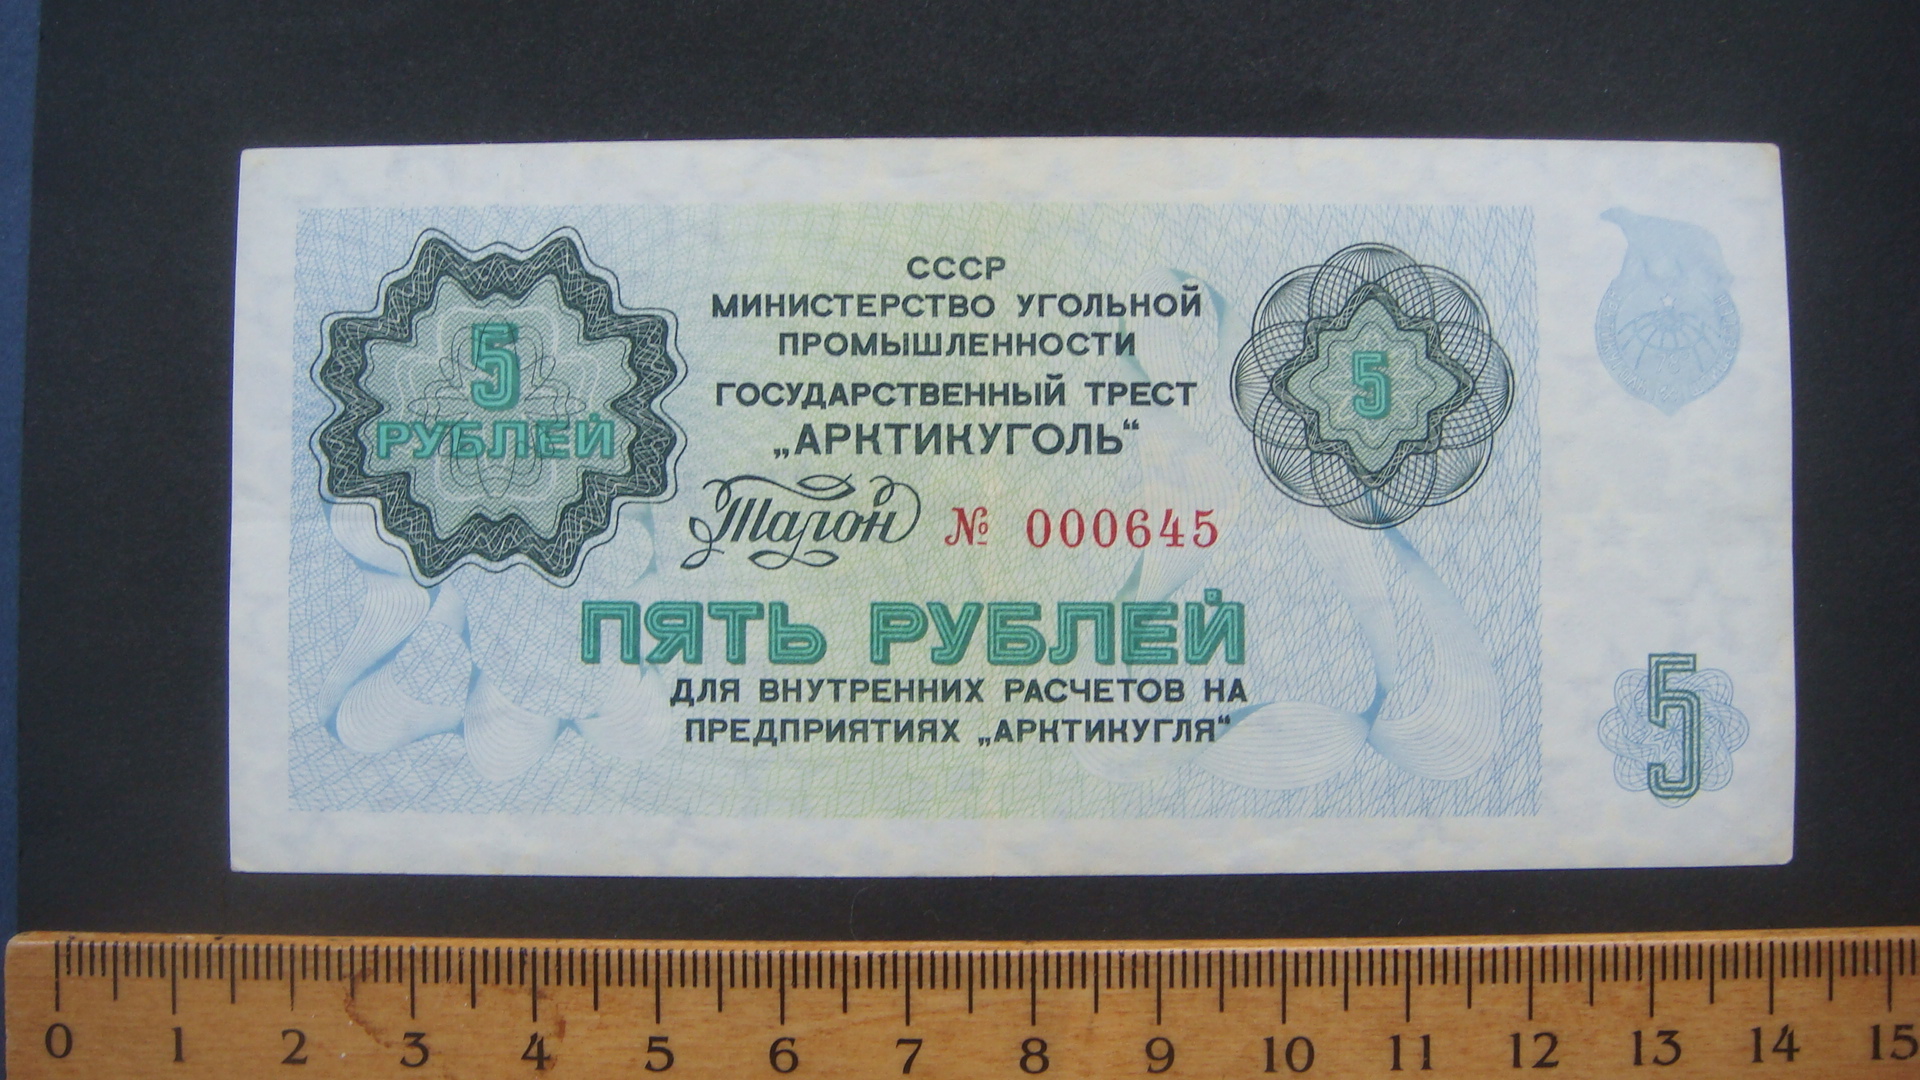 СССР
МИНИСТЕРСТВО УГОЛЬНОЙ
ПРОМЫШЛЕННОСТИ
ГОСУДАРСТВЕННЫЙ ТРЕСТ
„АРКТИКУГОЛЬ“
Талон № 000645
5
РУБЛЕЙ
5
ПЯТЬ РУБЛЕЙ
ДЛЯ ВНУТРЕННИХ РАСЧЕТОВ НА
ПРЕДПРИЯТИЯХ „АРКТИКУГЛЯ“
5
0 1 2 3 4 5 6 7 8 9 10 11 12 13 14 15